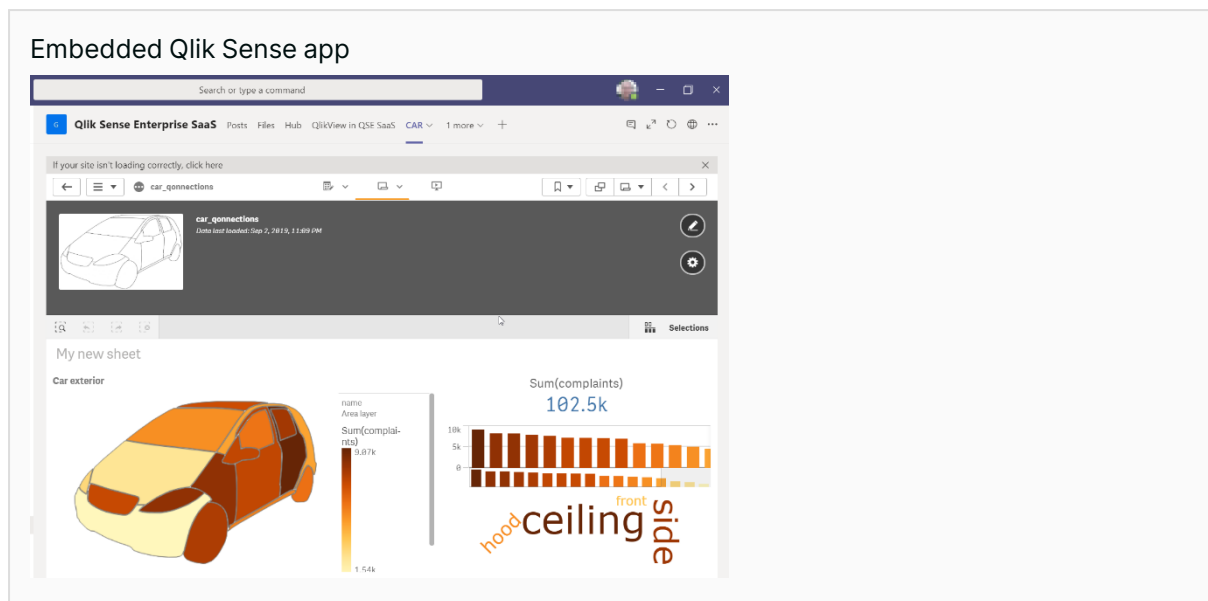 Embedded Qlik Sense app
Search or type a command
G Qlik Sense Enterprise SaaS Posts Files Hub QlikView in QSE SaaS CAR 1 more
If your site isn't loading correctly, click here
car_qonnections
car_qonnections
Data last loaded: Sep 2, 2019, 11:09 PM
Selections
My new sheet
Car exterior
name
Area layer
Sum(complai-
nts)
9.07k
1.54k
Sum(complaints)
102.5k
10k
5k
0
hood
ceiling
front
side